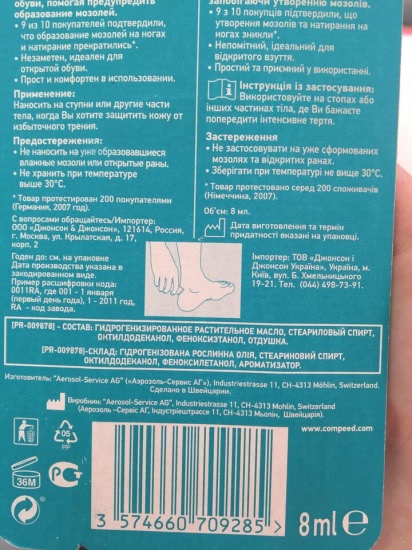 обуви, помогая предупредить
образование мозолей.
• 9 из 10 покупателей подтвердили,
что образование мозолей на ногах
и натирание прекратились*.
• Незаметен, идеален для
открытой обуви.
• Прост и комфортен в использовании.
Применение:
Наносить на ступни или другие части
тела, когда Вы хотите защитить кожу от
избыточного трения.
Предостережения:
• Не наносить на уже образовавшиеся
влажные мозоли или открытые раны.
• Не хранить при температуре
выше 30°С.
* Товар протестирован 200 покупателями
(Германия, 2007 год).
С вопросами обращайтесь/Импортер:
ООО «Джонсон & Джонсон», 121614, Россия,
г. Москва, ул. Крылатская, д. 17,
корп. 2
Годен до: см. на упаковке
Дата производства указана в
закодированном виде.
Пример расшифровки кода:
0011RA, где 001 - 1 января
(первый день года), 1 - 2011 год,
RA - код завода.
запобігаючи утворенню мозолів.
• 9 із 10 покупців підтвердили, що
утворення мозолів та натирання на
ногах зникли*.
• Непомітний, ідеальний для
відкритого взуття.
• Простий та приємний у використанні.
Інструкція із застосування:
Використовуйте на стопах або
інших частинах тіла, де Ви бажаєте
попередити інтенсивне тертя.
Застереження
• Не застосовувати на уже сформованих
мозолях та відкритих ранах.
• Зберігати при температурі не вище 30°С.
* Товар протестовано серед 200 споживачів
(Німеччина, 2007).
Об'єм: 8 мл.
Дата виготовлення та термін
придатності вказані на упаковці.
Імпортер: ТОВ «Джонсон і
Джонсон Україна», Україна, м.
Київ, вул. Б. Хмельницького
19-21. Тел. (044) 498-73-91.
[PR-009878] - СОСТАВ: ГИДРОГЕНИЗИРОВАННОЕ РАСТИТЕЛЬНОЕ МАСЛО, СТЕАРИЛОВЫЙ СПИРТ,
ОКТИЛДОДЕКАНОЛ, ФЕНОКСИЭТАНОЛ, ОТДУШКА.
[PR-009878]-СКЛАД: ГІДРОГЕНІЗОВАНА РОСЛИННА ОЛІЯ, СТЕАРИНОВИЙ СПИРТ,
ОКТИЛДОДЕКАНОЛ, ФЕНОКСИЛЕТАНОЛ, АРОМАТИЗАТОР.
Изготовитель: "Aerosol-Service AG" («Аэрозоль-Сервис АГ»), Industriestrasse 11, CH-4313 Möhlin, Switzerland.
Сделано в Швейцарии.
Виробник: "Aerosol-Service AG", Industriestrasse 11, CH-4313 Mohlin, Switzerland
(Аерозоль -Сервіс АГ, Індустріештрассе 11, СН-4313 Мьолін, Швейцарія).
05
PP
36M
www.compeed.com
3 574660 709285 >
8 ml ℮